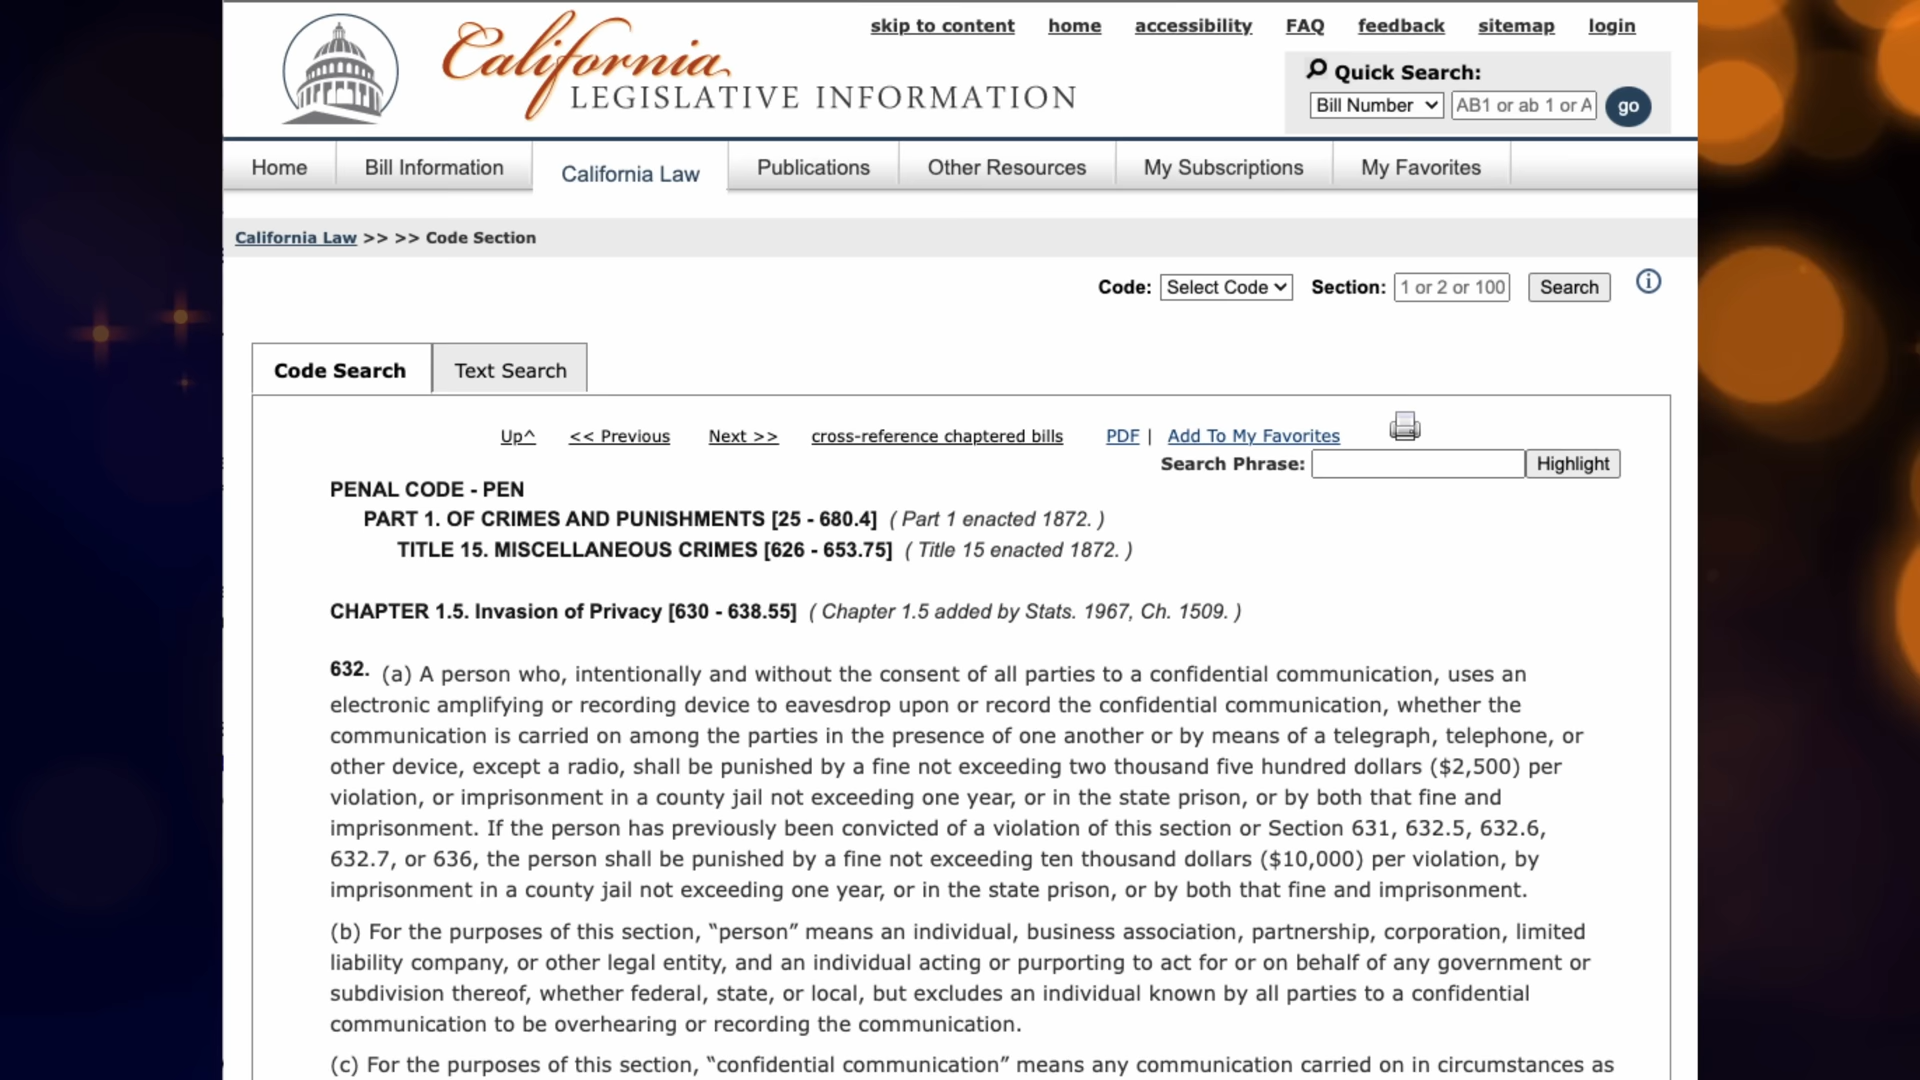 skip to content home accessibility FAQ feedback sitemap login
California
LEGISLATIVE INFORMATION
Quick Search:
Bill Number AB1 or ab 1 or A go
Home Bill Information California Law Publications Other Resources My Subscriptions My Favorites
California Law >> >> Code Section
Code: Select Code Section: 1 or 2 or 100 Search i
Code Search Text Search
Up^ << Previous Next >> cross-reference chaptered bills PDF | Add To My Favorites
Search Phrase: Highlight
PENAL CODE - PEN
PART 1. OF CRIMES AND PUNISHMENTS [25 - 680.4] ( Part 1 enacted 1872. )
TITLE 15. MISCELLANEOUS CRIMES [626 - 653.75] ( Title 15 enacted 1872. )
CHAPTER 1.5. Invasion of Privacy [630 - 638.55] ( Chapter 1.5 added by Stats. 1967, Ch. 1509. )
632. (a) A person who, intentionally and without the consent of all parties to a confidential communication, uses an
electronic amplifying or recording device to eavesdrop upon or record the confidential communication, whether the
communication is carried on among the parties in the presence of one another or by means of a telegraph, telephone, or
other device, except a radio, shall be punished by a fine not exceeding two thousand five hundred dollars ($2,500) per
violation, or imprisonment in a county jail not exceeding one year, or in the state prison, or by both that fine and
imprisonment. If the person has previously been convicted of a violation of this section or Section 631, 632.5, 632.6,
632.7, or 636, the person shall be punished by a fine not exceeding ten thousand dollars ($10,000) per violation, by
imprisonment in a county jail not exceeding one year, or in the state prison, or by both that fine and imprisonment.
(b) For the purposes of this section, “person” means an individual, business association, partnership, corporation, limited
liability company, or other legal entity, and an individual acting or purporting to act for or on behalf of any government or
subdivision thereof, whether federal, state, or local, but excludes an individual known by all parties to a confidential
communication to be overhearing or recording the communication.
(c) For the purposes of this section, “confidential communication” means any communication carried on in circumstances as